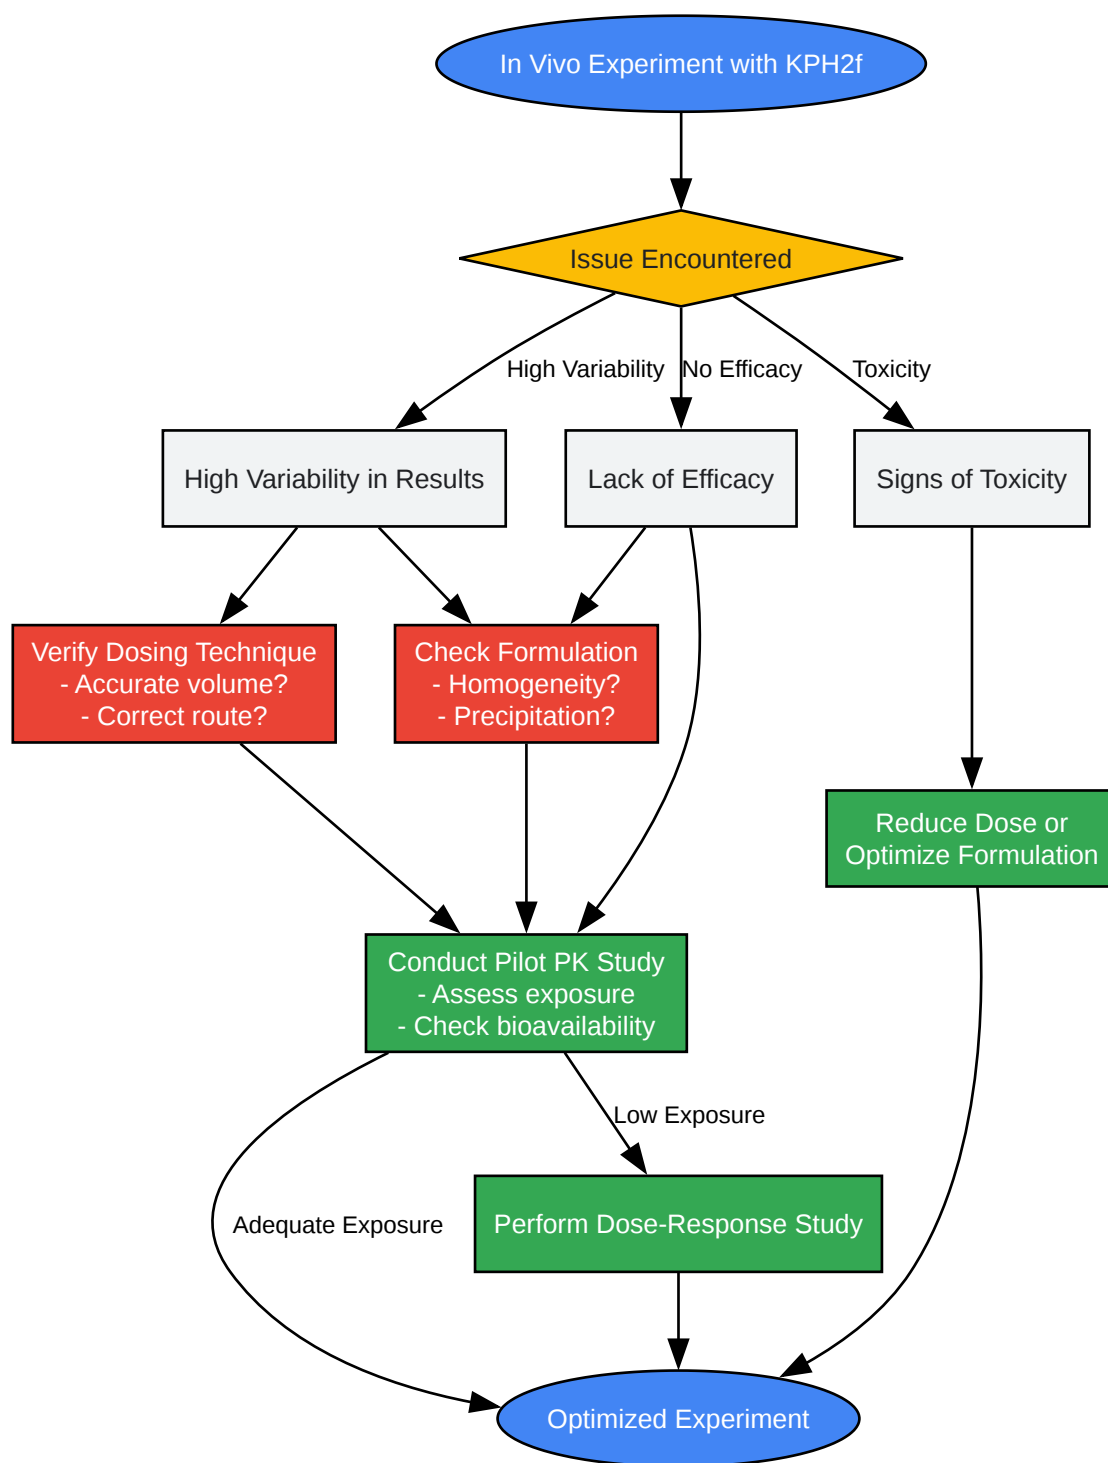 In Vivo Experiment with KPH2f
Issue Encountered
High Variability
No Efficacy
Toxicity
High Variability in Results
Lack of Efficacy
Signs of Toxicity
Verify Dosing Technique
- Accurate volume?
- Correct route?
Check Formulation
- Homogeneity?
- Precipitation?
Reduce Dose or
Optimize Formulation
Conduct Pilot PK Study
- Assess exposure
- Check bioavailability
Low Exposure
Adequate Exposure
Perform Dose-Response Study
Optimized Experiment